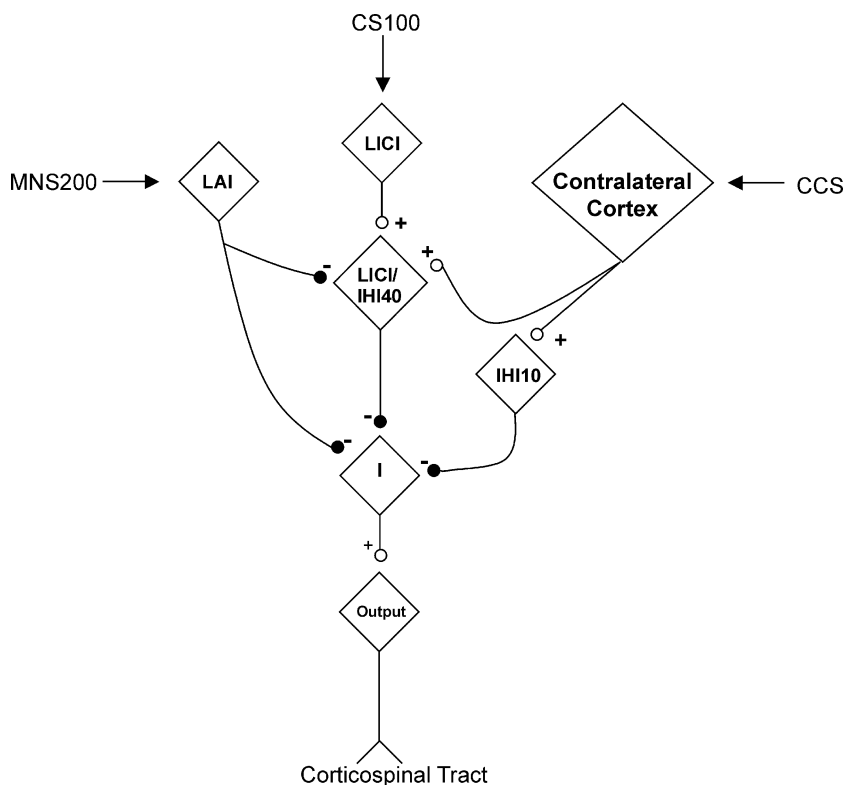 CS100
LICI
MNS200
LAI
Contralateral
Cortex
CCS
+
-
LICI/
IHI40
+
+
IHI10
-
-
I
-
+
Output
Corticospinal Tract